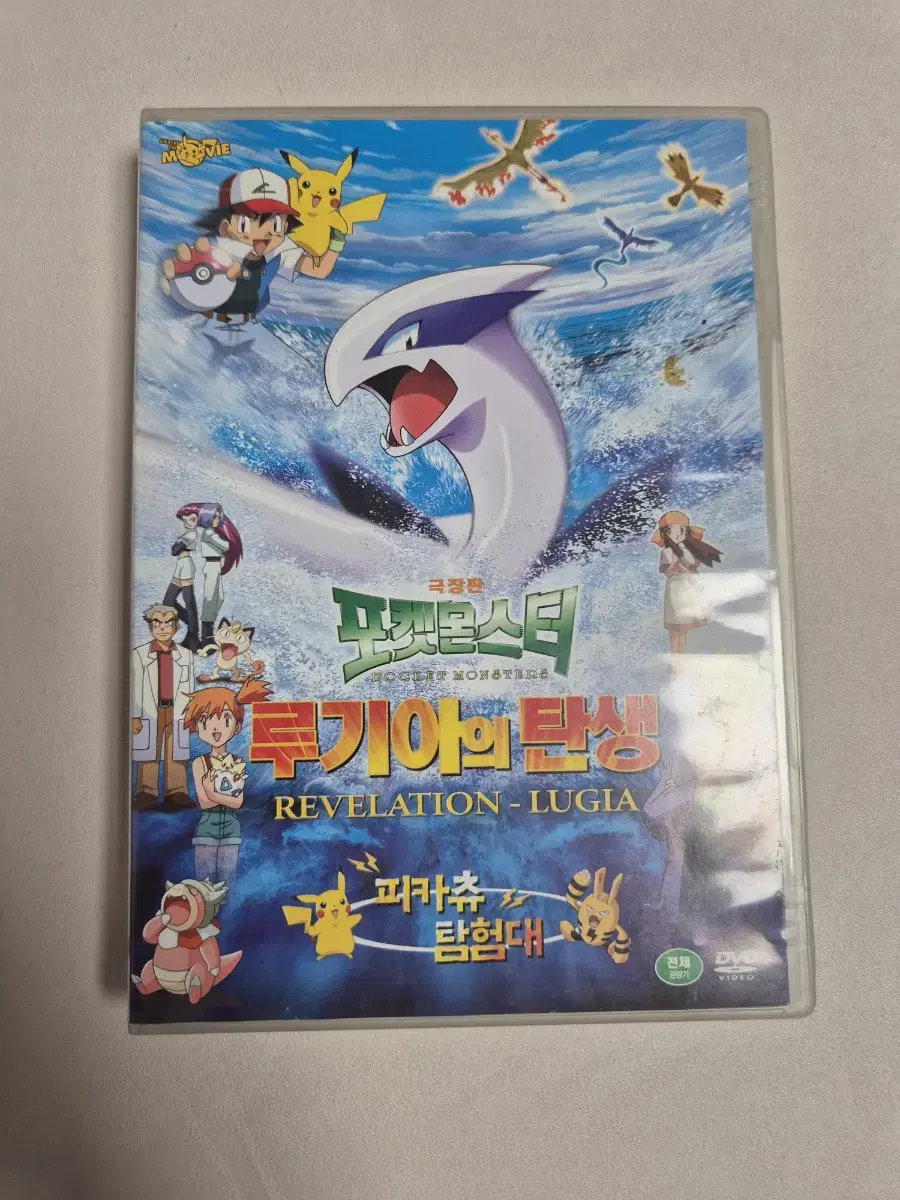 MOVIE
극장판
포켓몬스터
POCKET MONSTERS
루기아의 탄생
REVELATION - LUGIA
피카츄
탐험대
전체
관람가
DVD
VIDEO